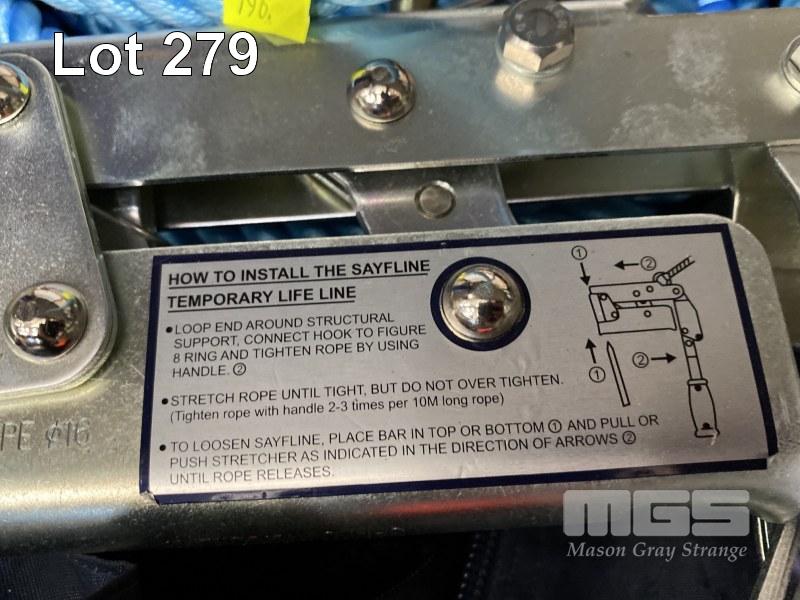 190.
Lot 279
HOW TO INSTALL THE SAYFLINE
TEMPORARY LIFE LINE
•LOOP END AROUND STRUCTURAL
SUPPORT, CONNECT HOOK TO FIGURE
8 RING AND TIGHTEN ROPE BY USING
HANDLE. ②
•STRETCH ROPE UNTIL TIGHT, BUT DO NOT OVER TIGHTEN.
(Tighten rope with handle 2-3 times per 10M long rope)
•TO LOOSEN SAYFLINE, PLACE BAR IN TOP OR BOTTOM ① AND PULL OR
PUSH STRETCHER AS INDICATED IN THE DIRECTION OF ARROWS ②
UNTIL ROPE RELEASES.
①
②
①
②
PE ¢16
MGS
Mason Gray Strange